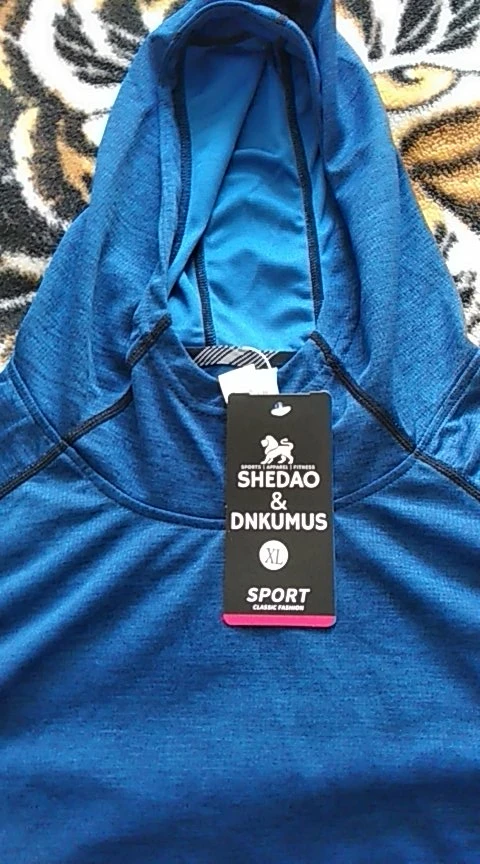 SPORTS | APPAREL | FITNESS
SHEDAO
&
DNKUMUS
XL
SPORT
CLASSIC FASHION